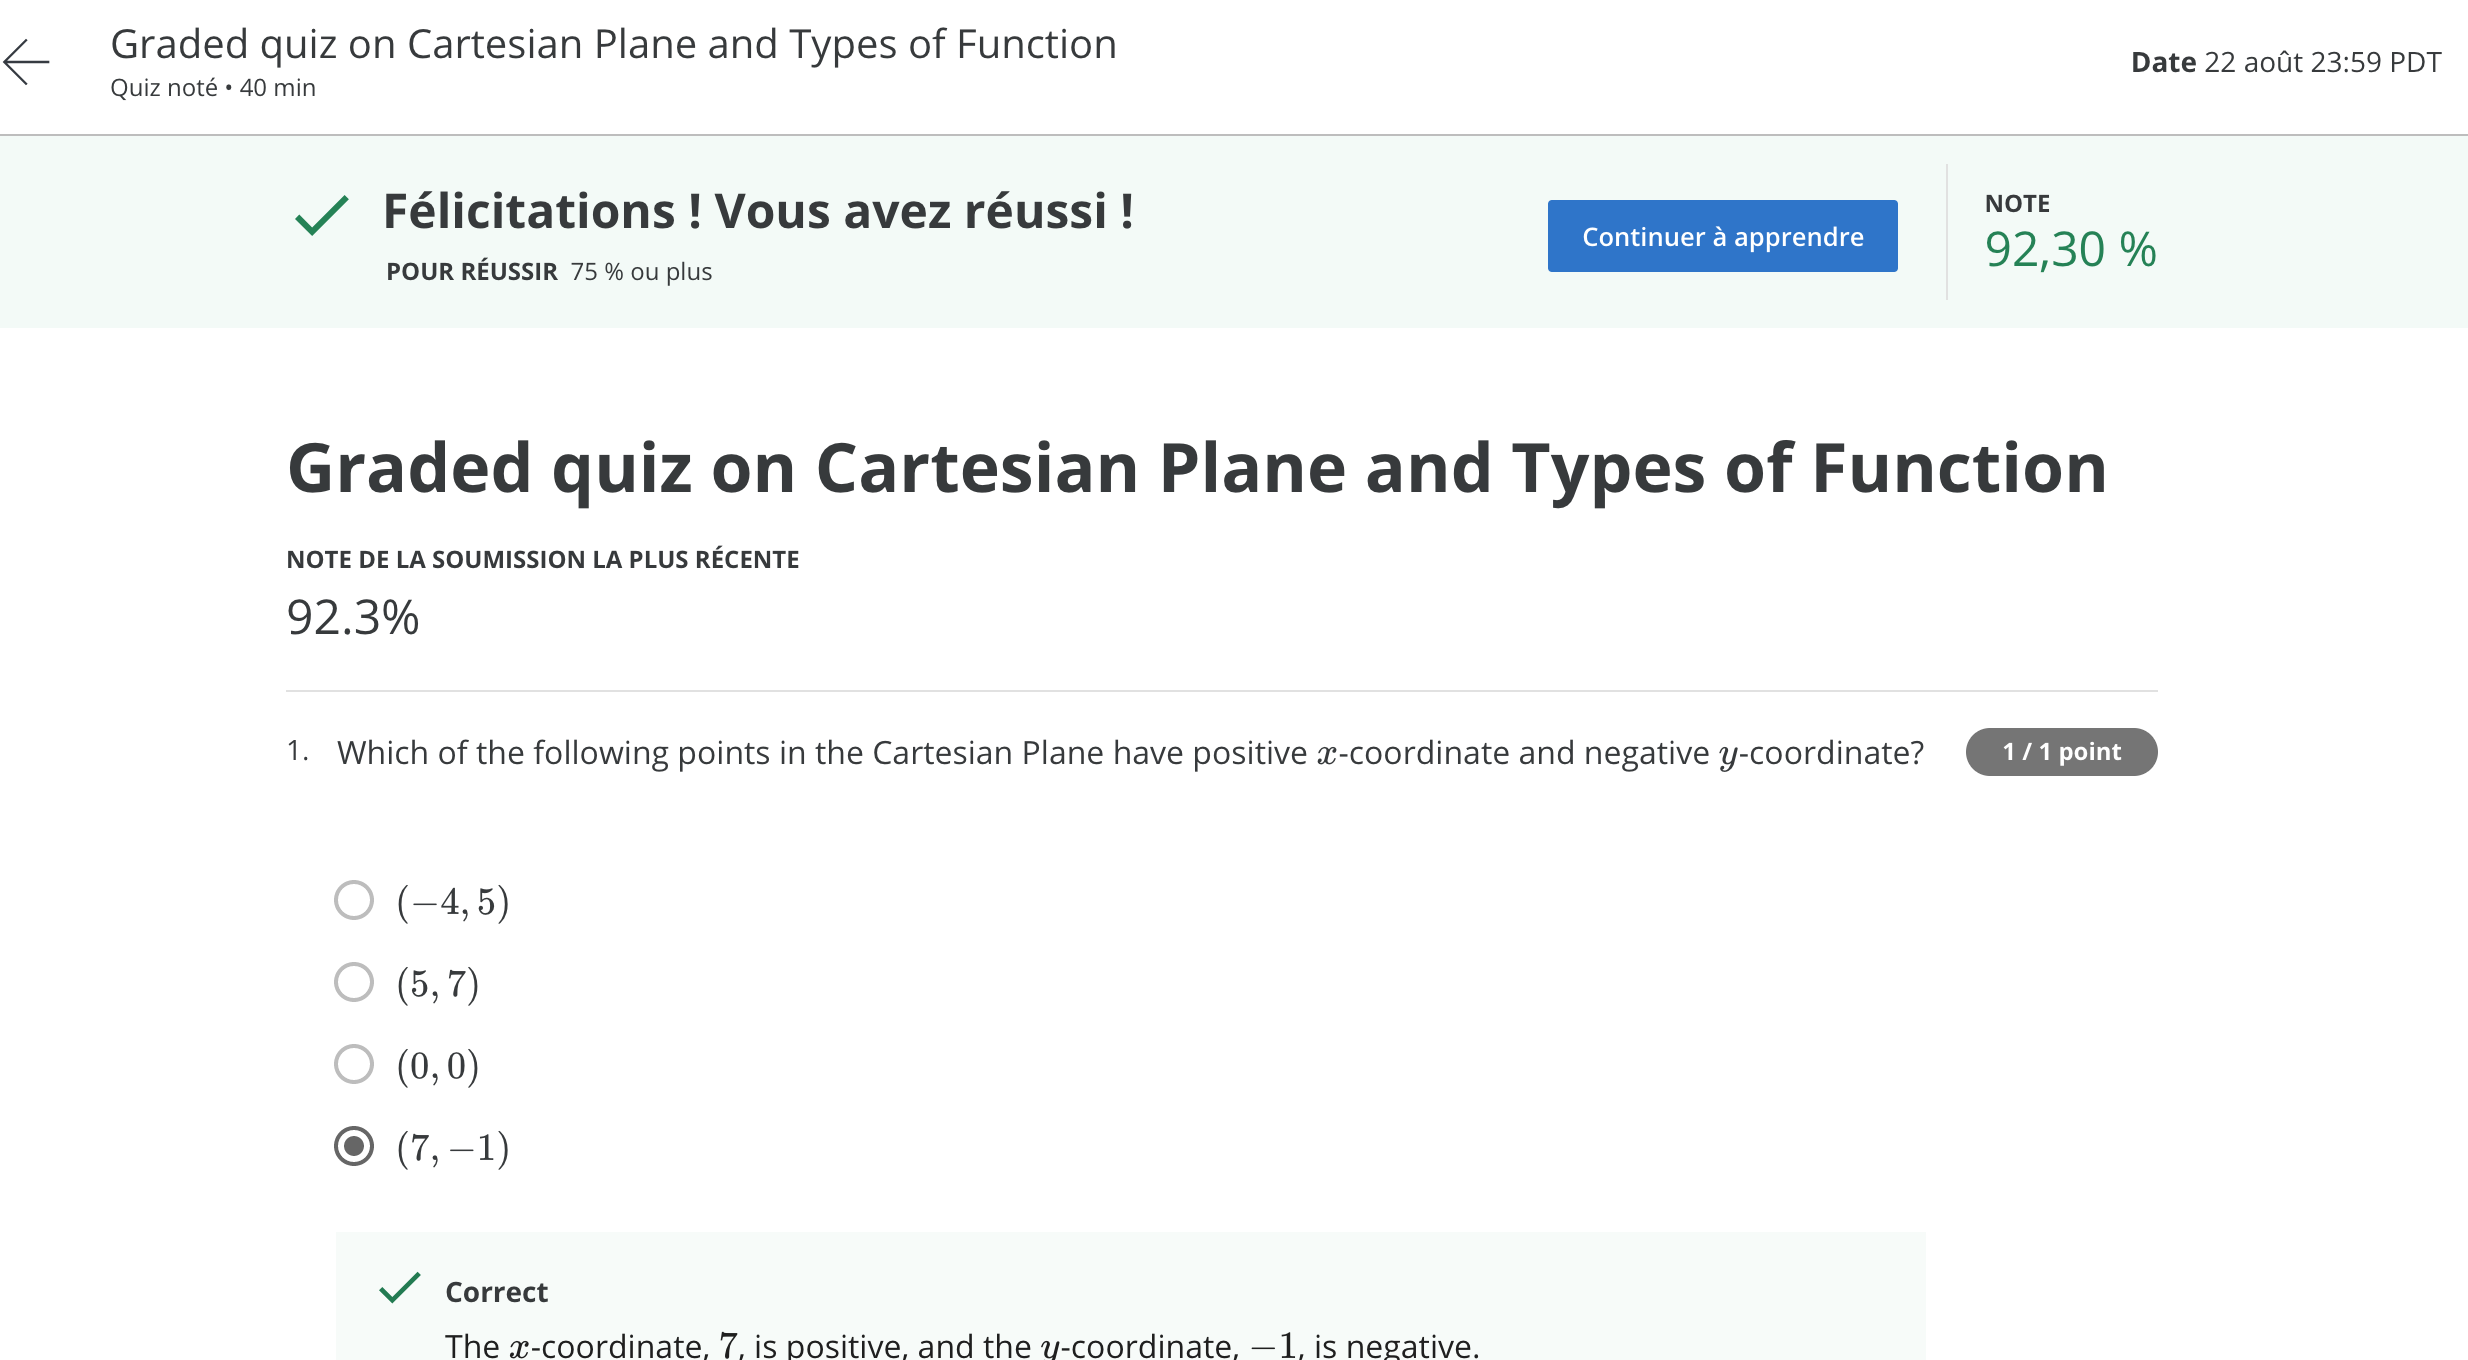 Graded quiz on Cartesian Plane and Types of Function
Quiz noté • 40 min
Date 22 août 23:59 PDT
Félicitations ! Vous avez réussi !
POUR RÉUSSIR 75 % ou plus
Continuer à apprendre
NOTE
92,30 %
Graded quiz on Cartesian Plane and Types of Function
NOTE DE LA SOUMISSION LA PLUS RÉCENTE
92.3%
1. Which of the following points in the Cartesian Plane have positive x-coordinate and negative y-coordinate?
1 / 1 point
(−4, 5)
(5, 7)
(0, 0)
(7, −1)
Correct
The x-coordinate, 7, is positive, and the y-coordinate, −1, is negative.